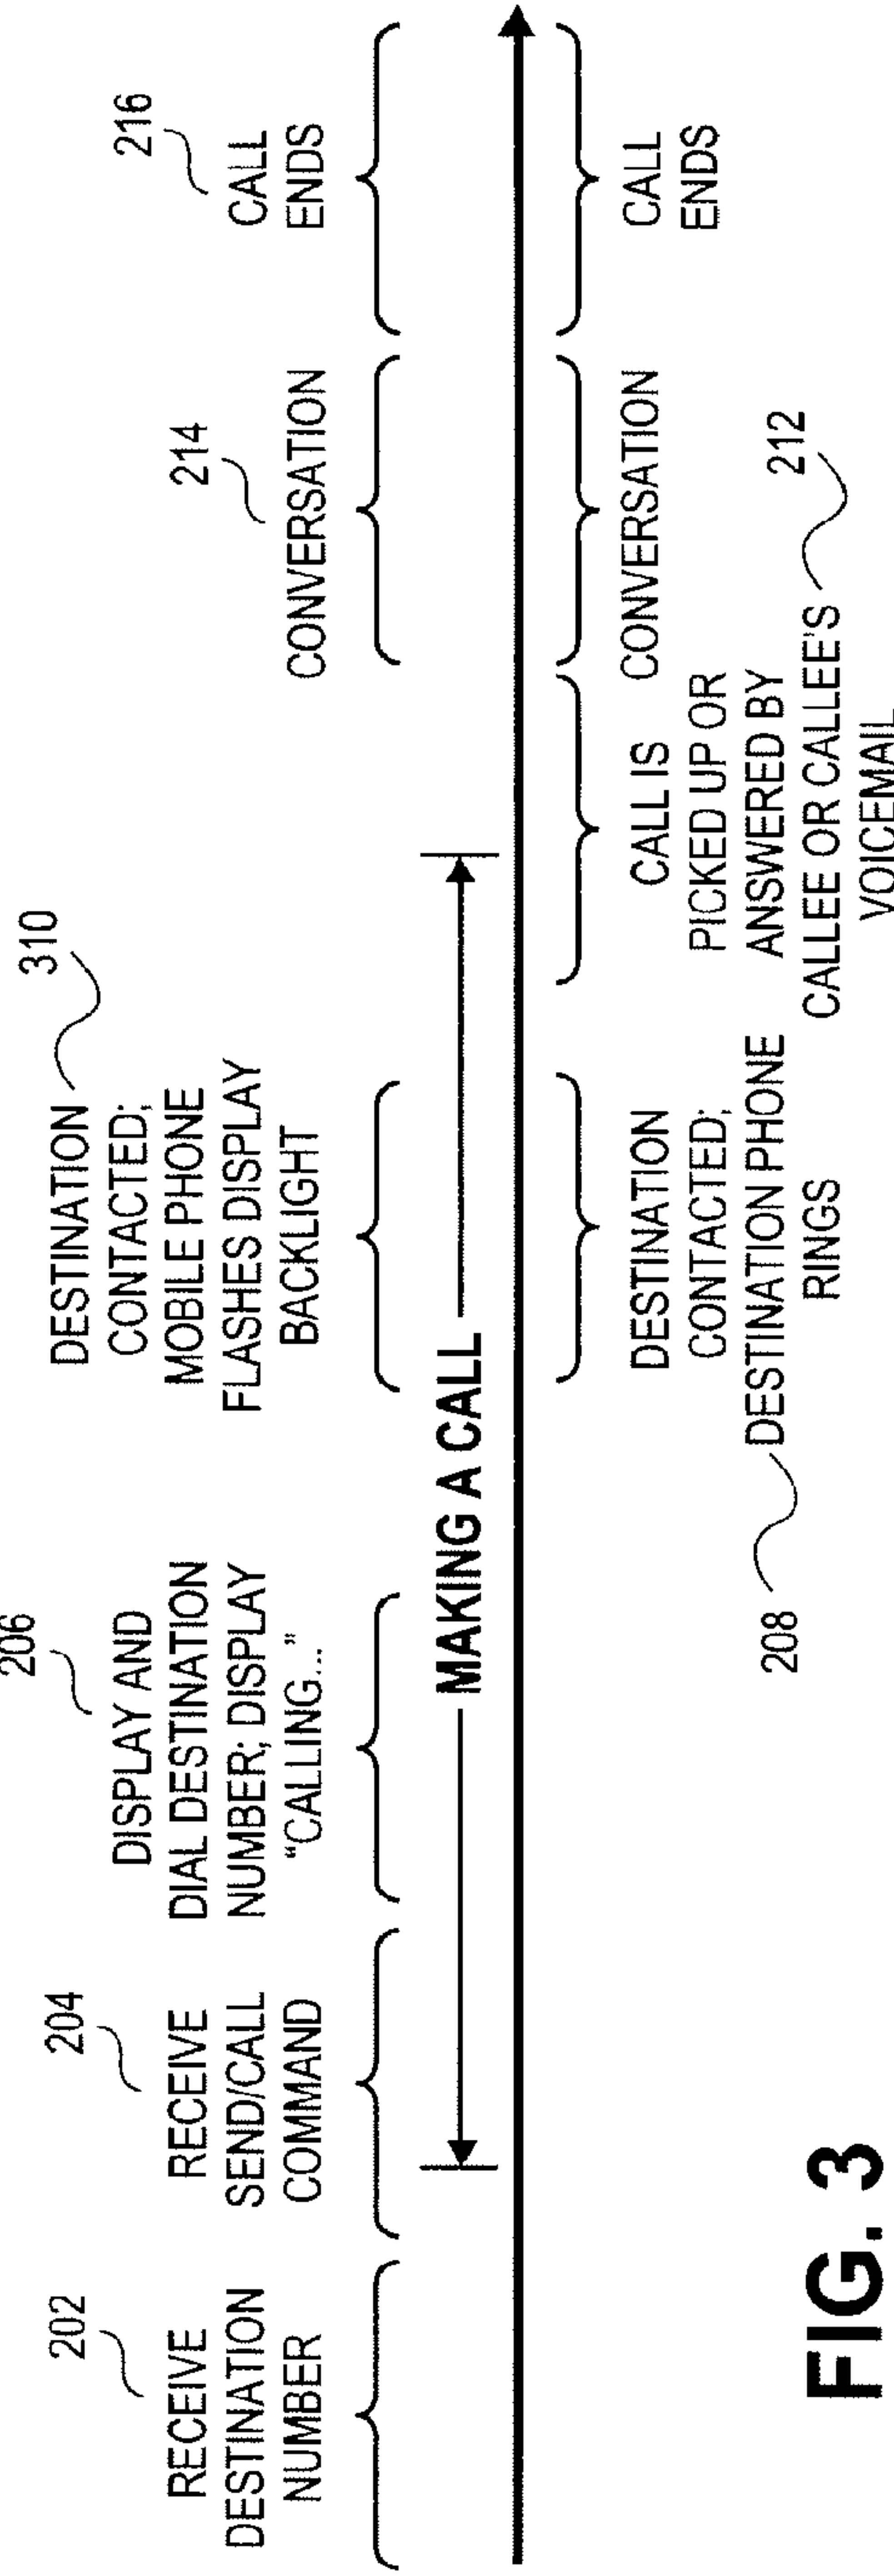 202
RECEIVE
DESTINATION
NUMBER
204
RECEIVE
SEND/CALL
COMMAND
206
DISPLAY AND
DIAL DESTINATION
NUMBER; DISPLAY
“CALLING...”
310
DESTINATION
CONTACTED;
MOBILE PHONE
FLASHES DISPLAY
BACKLIGHT
214
CONVERSATION
216
CALL
ENDS
MAKING A CALL
208
DESTINATION
CONTACTED;
DESTINATION PHONE
RINGS
CALL IS
PICKED UP OR
ANSWERED BY
CALLEE OR CALLEE’S
VOICEMAIL
212
CONVERSATION
CALL
ENDS
FIG. 3